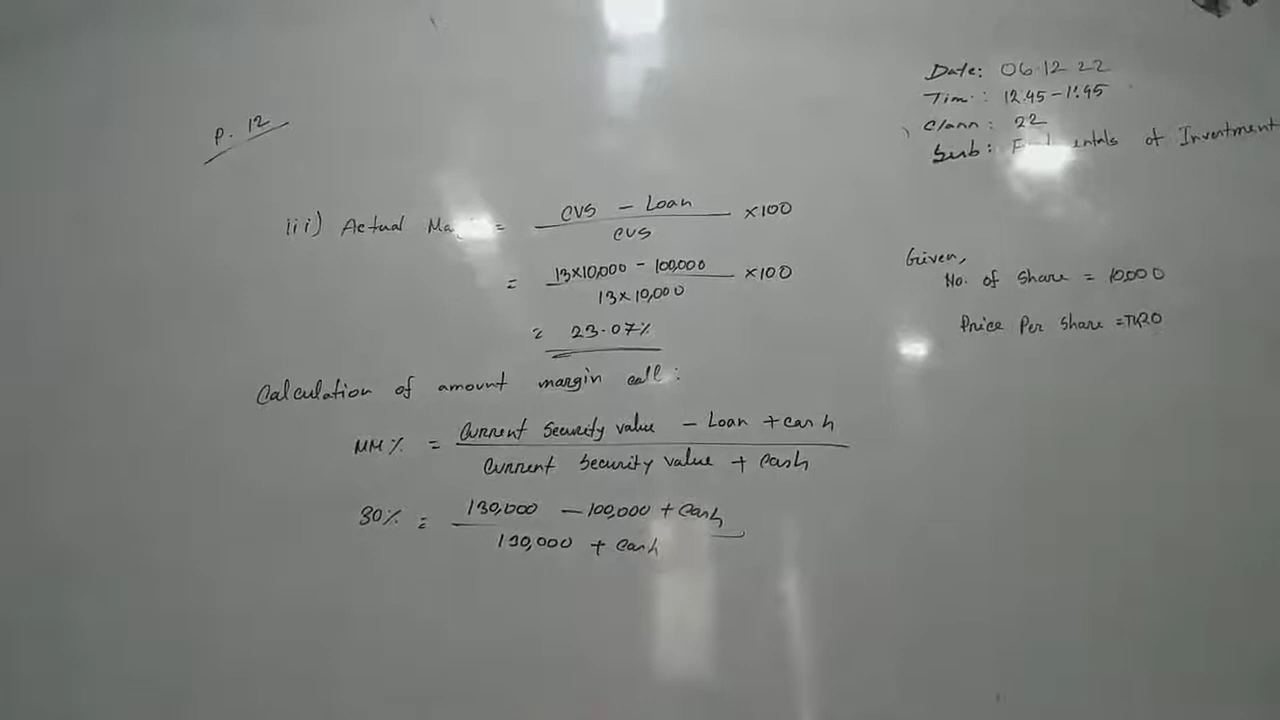 Date: 06.12 22
Tim : 12.45 - 1:45
Clann : 22
Sub: entals of Investment
P. 12
iii) Actual = CVS - Loan / CVS ×100
= 13×10,000 - 100,000 / 13×10,000 ×100
= 23.07%
Calculation of amount margin call:
MM% = Current Security value - Loan + Cash / Current Security value + Cash
30% = 130,000 - 100,000 + Cash / 130,000 + Cash
Given,
No. of Share = 10,000
Price Per Share = Tk20